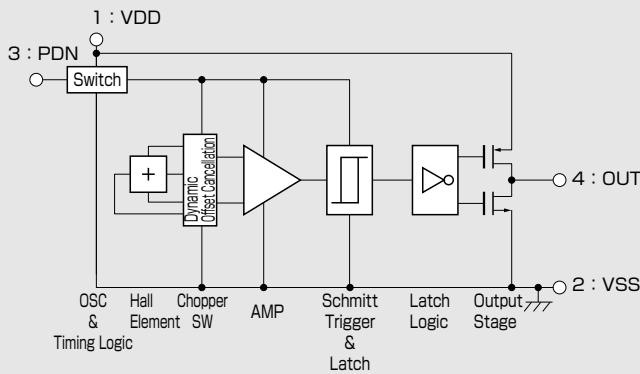 1 : VDD
3 : PDN
Switch
Dynamic
Offset Cancellation
+
4 : OUT
2 : VSS
OSC
&
Timing Logic
Hall
Element
Chopper
SW
AMP
Schmitt
Trigger
&
Latch
Latch
Logic
Output
Stage